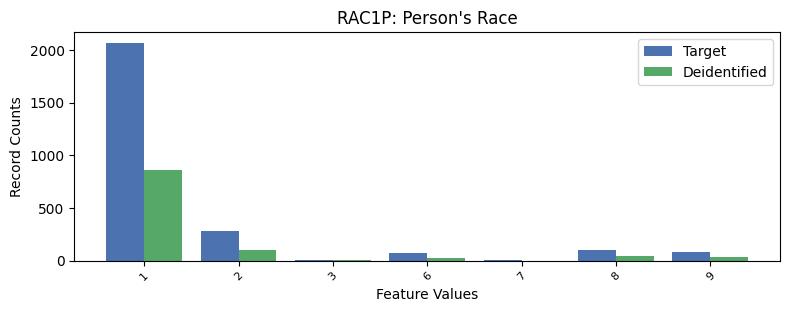 RAC1P: Person's Race
Target
Deidentified
Record Counts
2000
1500
1000
500
0
1 2 3 6 7 8 9
Feature Values